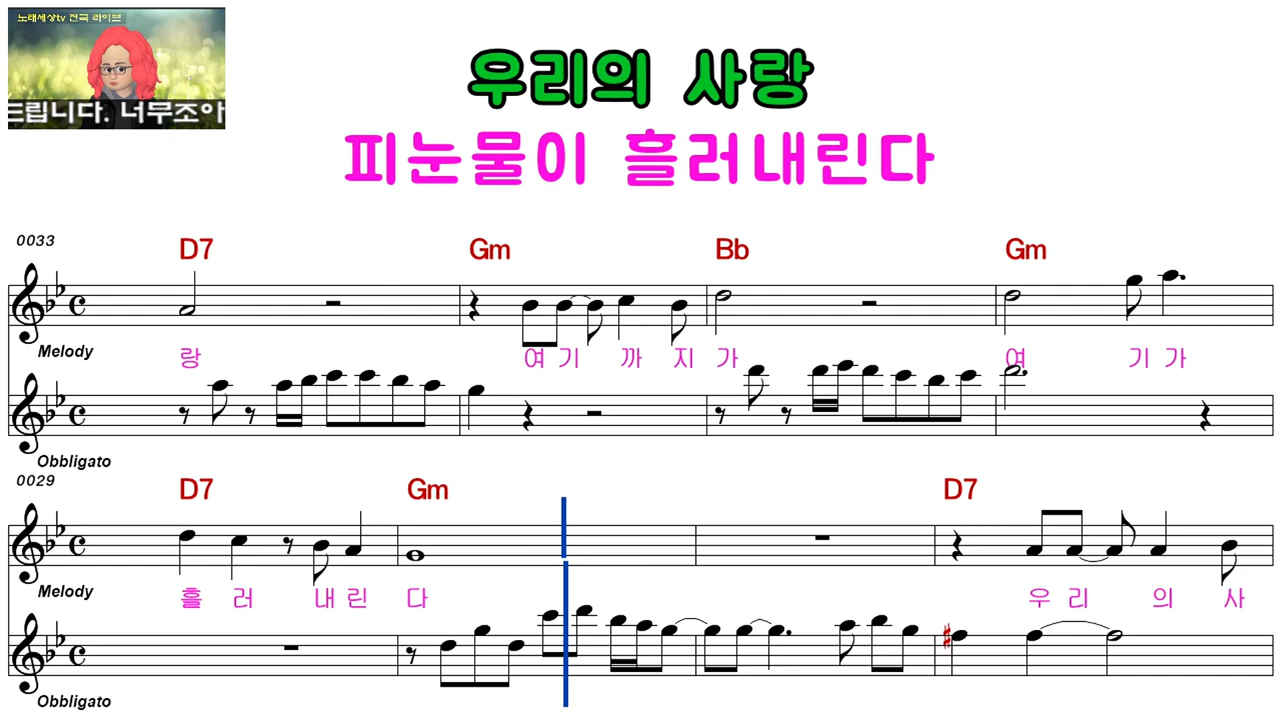 노래세상tv 전국 라이브
드립니다. 너무조아
우리의 사랑
피눈물이 흘러내린다
0033
D7 Gm Bb Gm
Melody
랑 여 기 까 지 가 여 기 가
Obbligato
0029
D7 Gm D7
Melody
흘 러 내 린 다 우 리 의 사
Obbligato